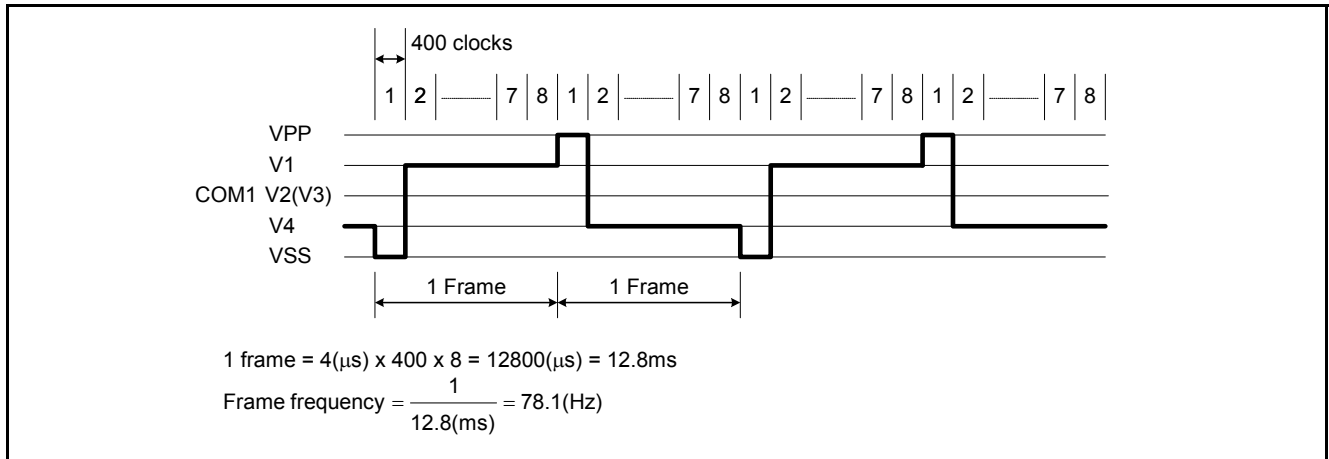 400 clocks
1 2 7 8 1 2 7 8 1 2 7 8 1 2 7 8
VPP
V1
COM1 V2(V3)
V4
VSS
1 Frame 1 Frame
1 frame = 4(μs) x 400 x 8 = 12800(μs) = 12.8ms
Frame frequency = 1 / 12.8(ms) = 78.1(Hz)